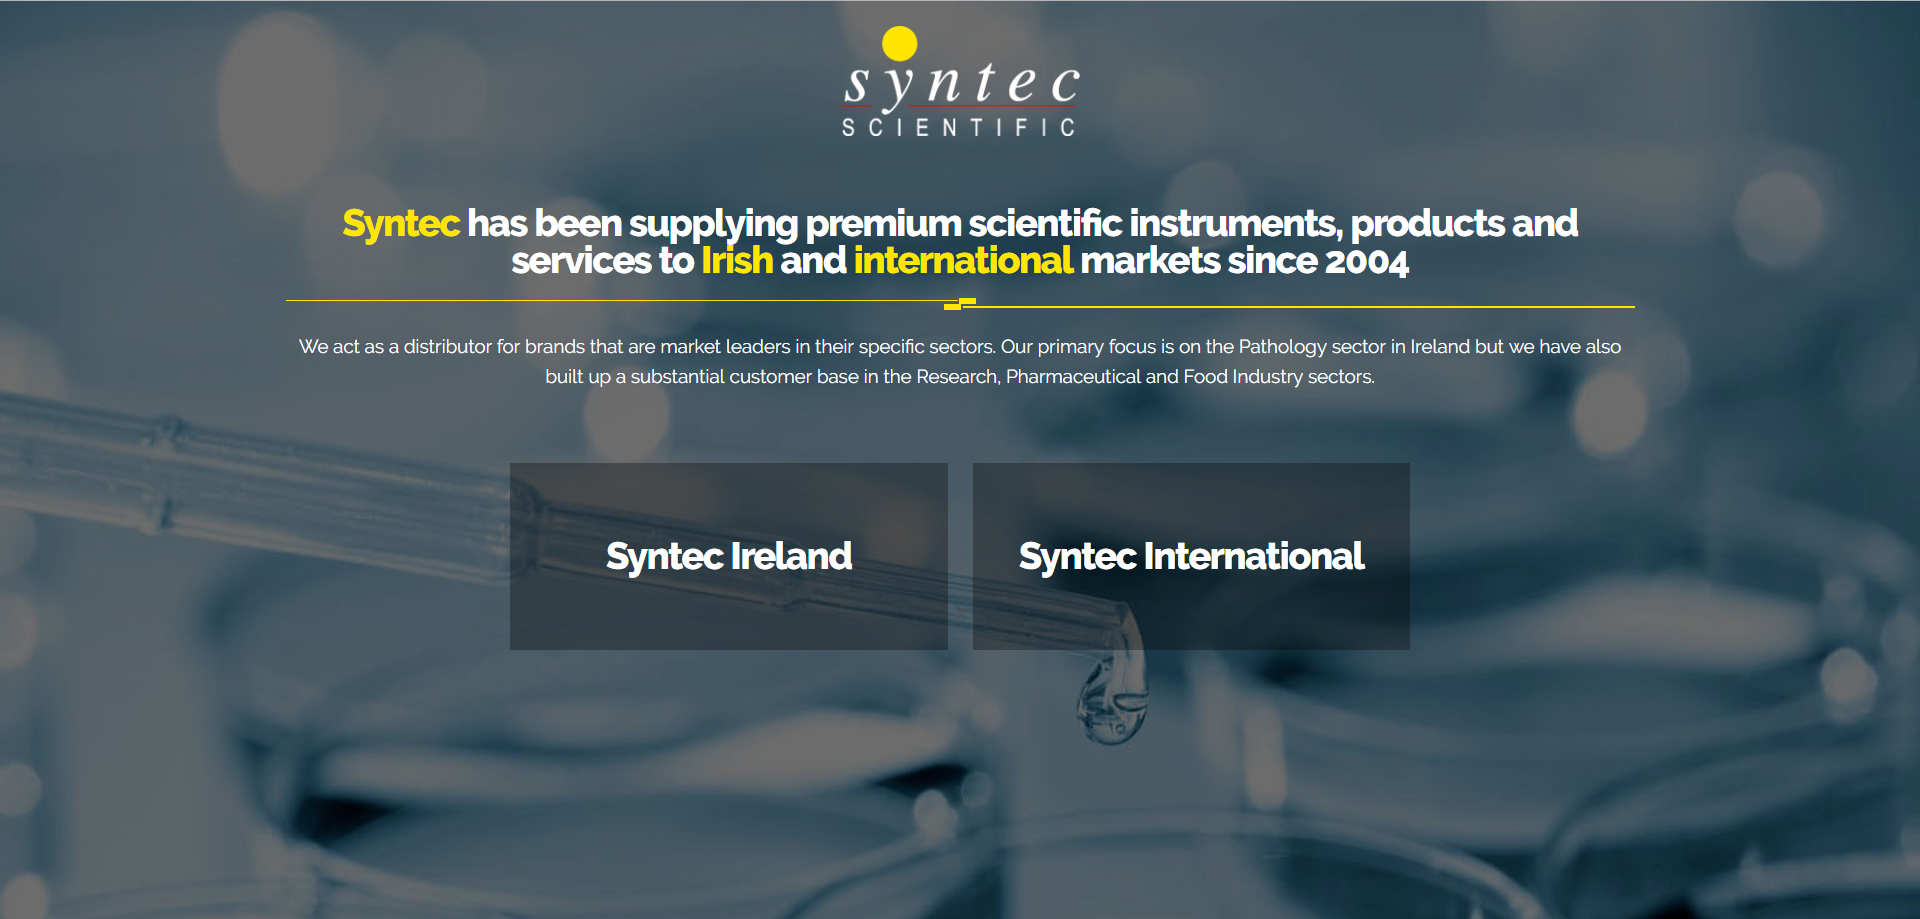 syntec
SCIENTIFIC
Syntec has been supplying premium scientific instruments, products and
services to Irish and international markets since 2004
We act as a distributor for brands that are market leaders in their specific sectors. Our primary focus is on the Pathology sector in Ireland but we have also
built up a substantial customer base in the Research, Pharmaceutical and Food Industry sectors.
Syntec Ireland
Syntec International